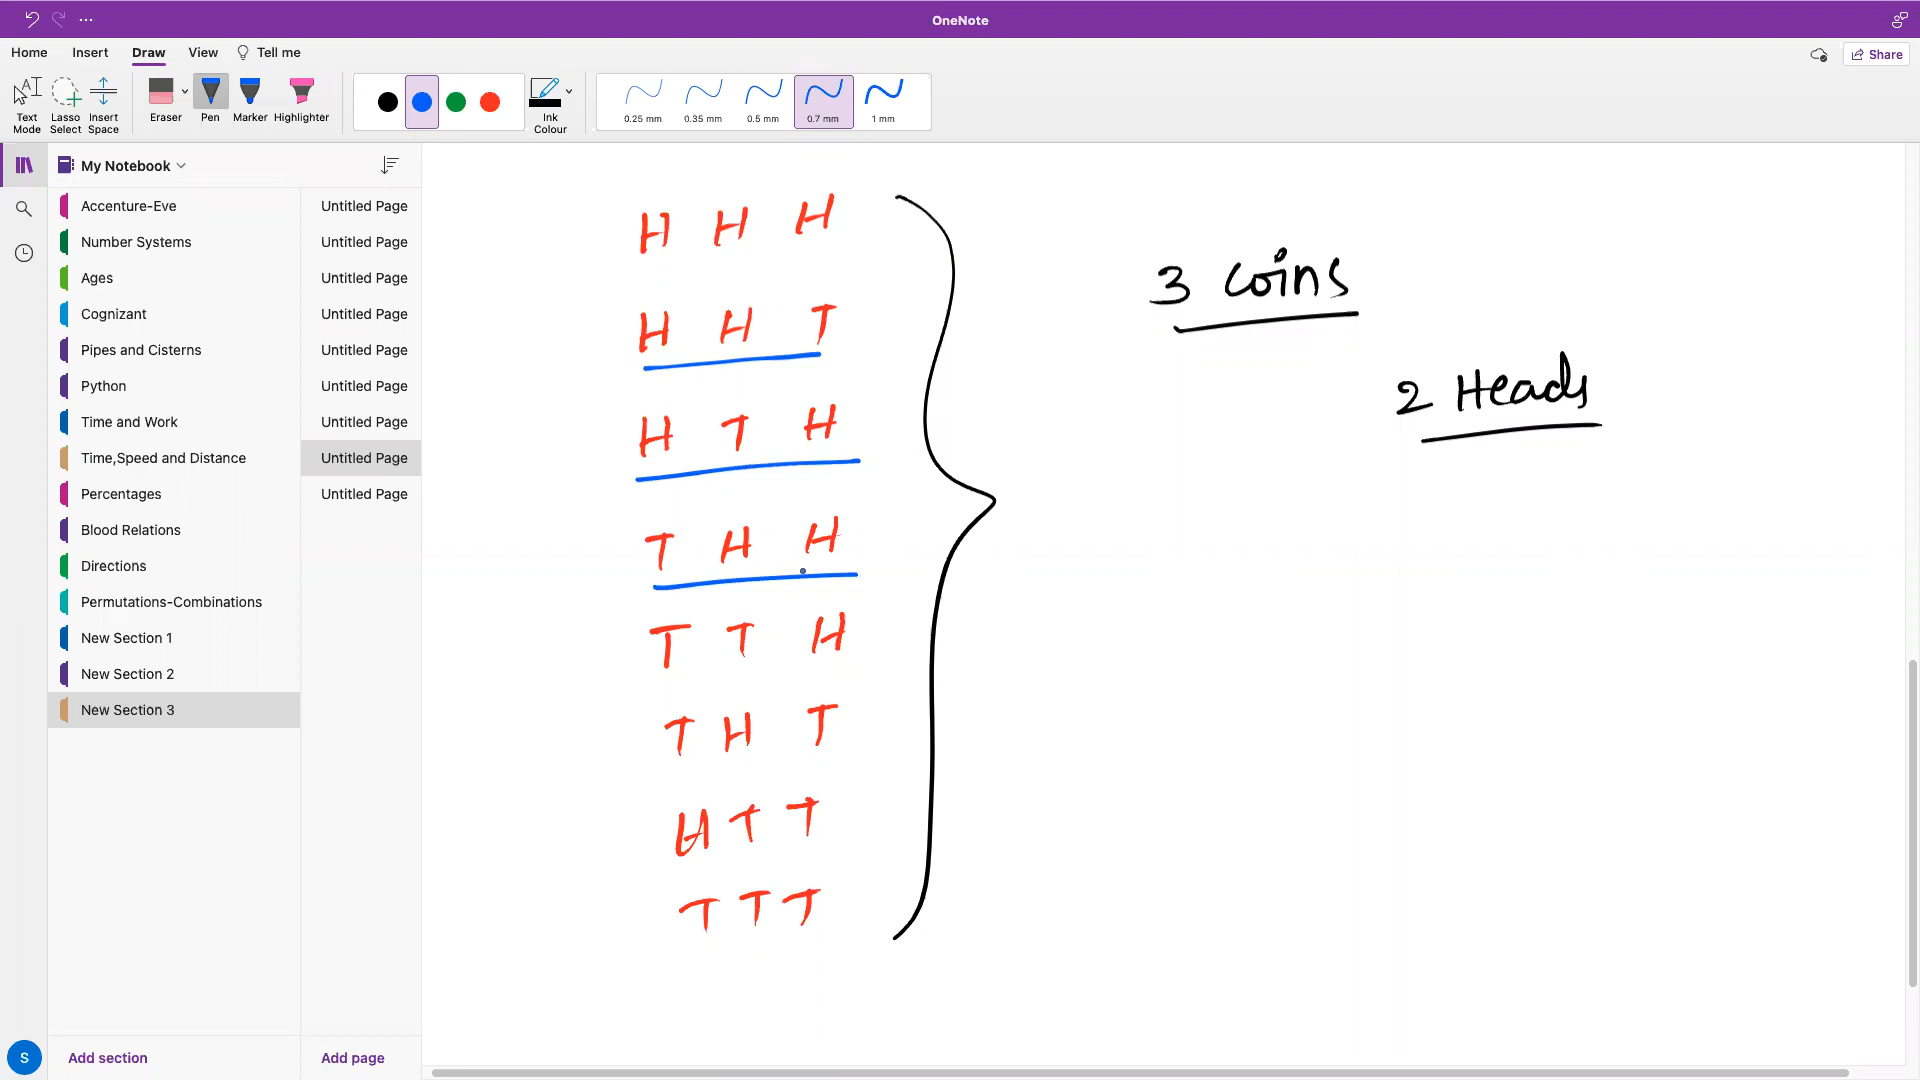 OneNote
Home Insert Draw View Tell me
Share
Text Mode
Lasso Select
Insert Space
Eraser
Pen
Marker
Highlighter
Ink Colour
0.25 mm
0.35 mm
0.5 mm
0.7 mm
1 mm
My Notebook
Accenture-Eve
Number Systems
Ages
Cognizant
Pipes and Cisterns
Python
Time and Work
Time,Speed and Distance
Percentages
Blood Relations
Directions
Permutations-Combinations
New Section 1
New Section 2
New Section 3
Untitled Page
Untitled Page
Untitled Page
Untitled Page
Untitled Page
Untitled Page
Untitled Page
Untitled Page
Untitled Page
S
Add section
Add page
H H H
H H T
H T H
T H H
T T H
T H T
H T T
T T T
3 Coins
2 Heads